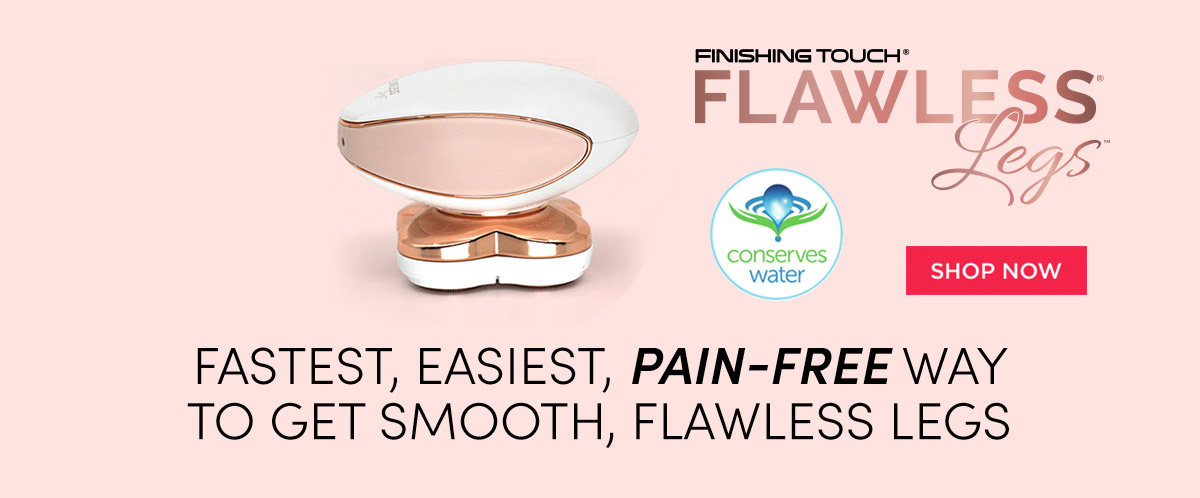 FINISHING TOUCH®
FLAWLESS®
Legs™
conserves
water
SHOP NOW
FASTEST, EASIEST, PAIN-FREE WAY
TO GET SMOOTH, FLAWLESS LEGS